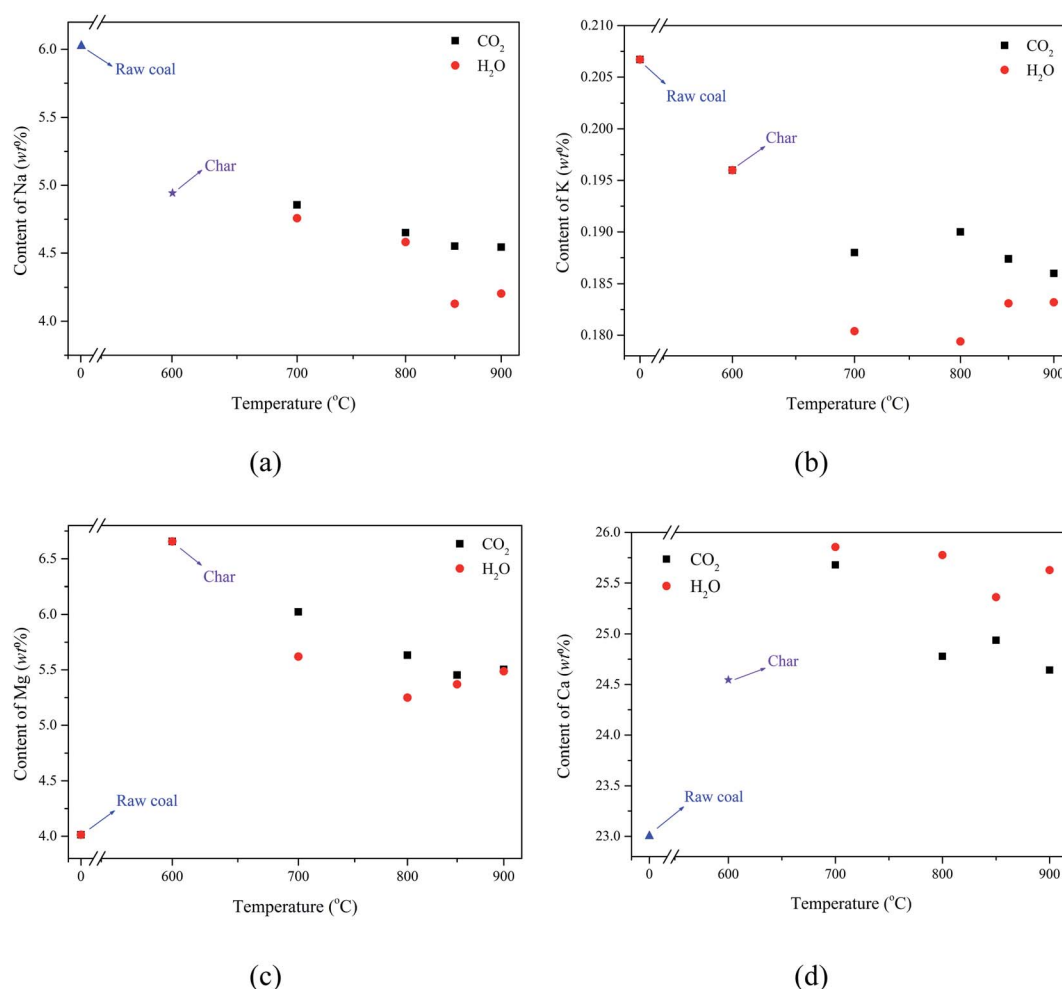 6.0
5.5
5.0
4.5
4.0
Content of Na (wt%)
CO2
H2O
Raw coal
Char
0 600 700 800 900
Temperature (oC)
(a)
0.210
0.205
0.200
0.195
0.190
0.185
0.180
Content of K (wt%)
CO2
H2O
Raw coal
Char
0 600 700 800 900
Temperature (oC)
(b)
6.5
6.0
5.5
5.0
4.5
4.0
Content of Mg (wt%)
CO2
H2O
Char
Raw coal
0 600 700 800 900
Temperature (oC)
(c)
26.0
25.5
25.0
24.5
24.0
23.5
23.0
Content of Ca (wt%)
CO2
H2O
Char
Raw coal
0 600 700 800 900
Temperature (oC)
(d)